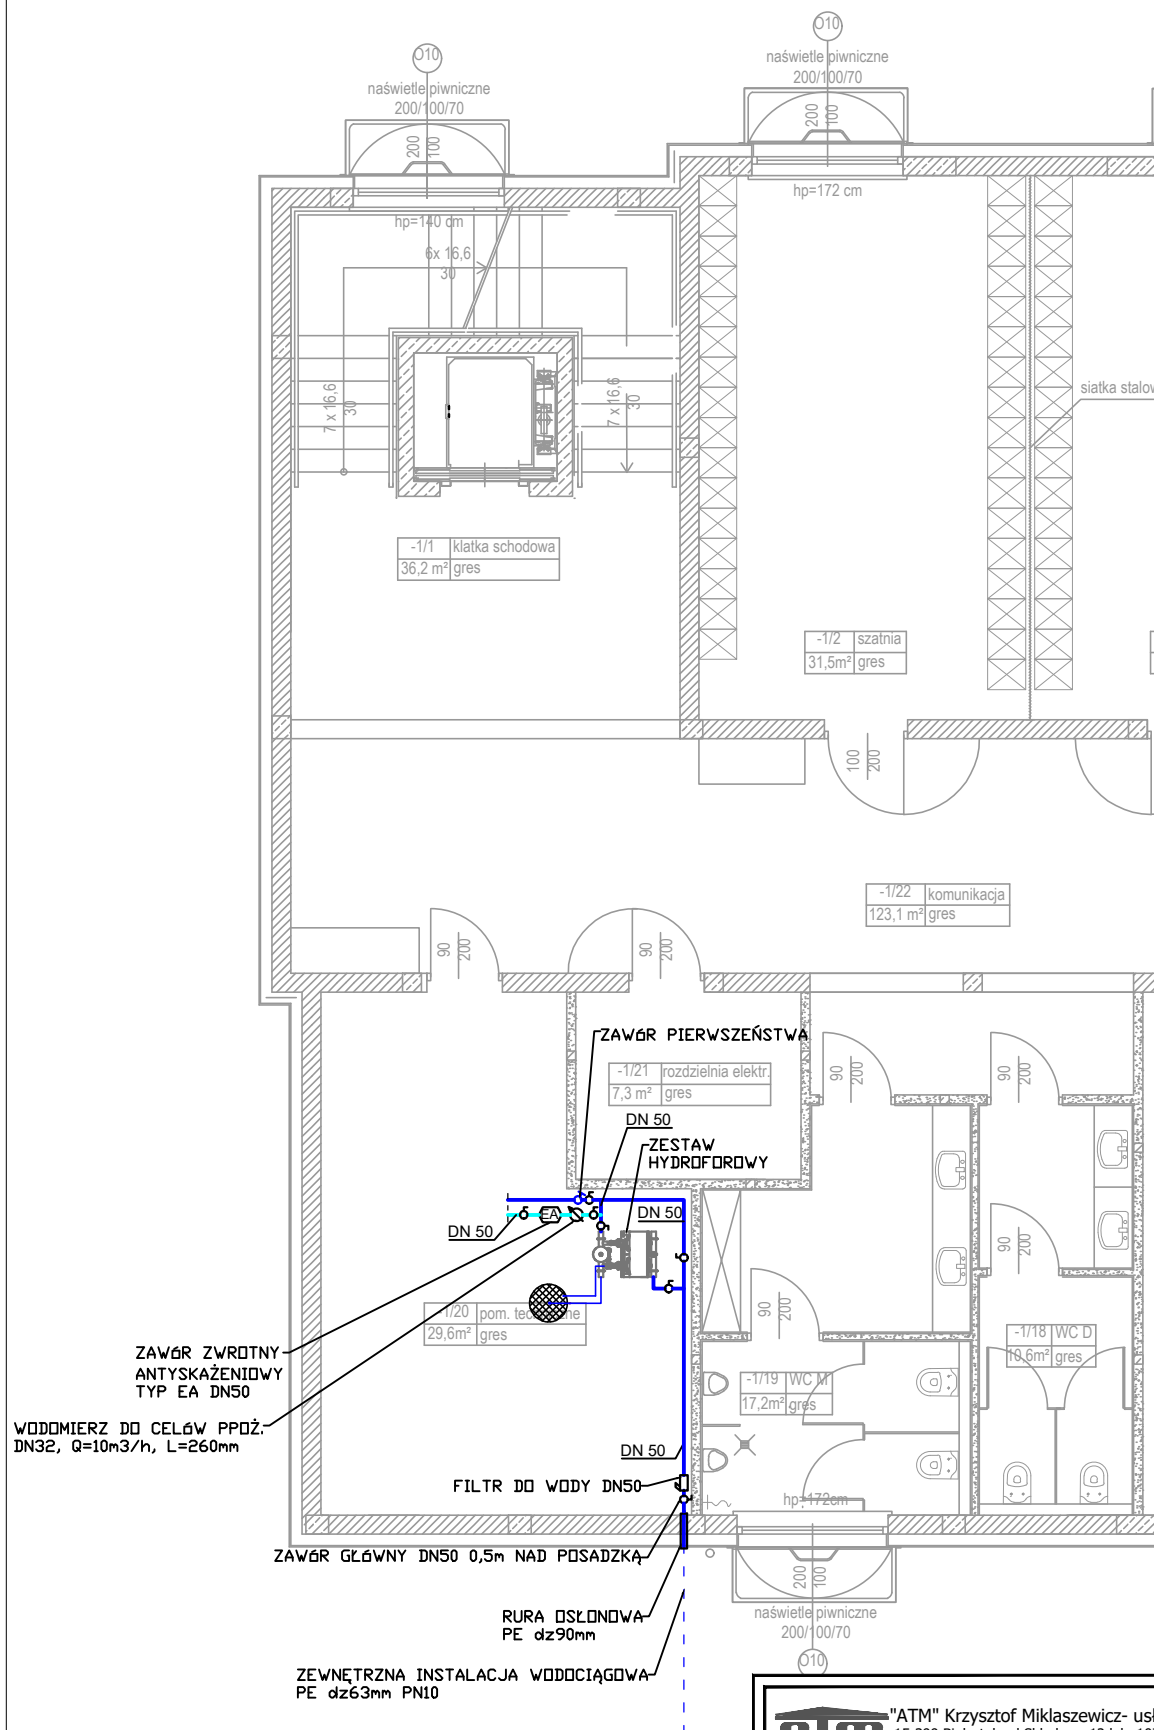 O10
naświetle piwniczne
200/100/70
200
100
hp=140 cm
O10
naświetle piwniczne
200/100/70
200
100
hp=172 cm
6x 16,6
30
7 x 16,6
30
7 x 16,6
30
-1/1 klatka schodowa
36,2 m² gres
-1/2 szatnia
31,5m² gres
100
200
-1/22 komunikacja
123,1 m² gres
90
200
90
200
ZAWÓR PIERWSZEŃSTWA
-1/21 rozdzielnia elektr.
7,3 m² gres
90
200
90
200
DN 50
ZESTAW
HYDROFOROWY
DN 50
DN 50
EA
90
200
90
200
-1/20 pom.
29,6m² gres
-1/18 WC D
10,6m² gres
-1/19 WC M
17,2m² gres
ZAWÓR ZWROTNY
ANTYSKAŻENIOWY
TYP EA DN50
WODOMIERZ DO CELÓW PPOŻ.
DN32, Q=10m3/h, L=260mm
DN 50
FILTR DO WODY DN50
hp=172cm
ZAWÓR GŁÓWNY DN50 0,5m NAD POSADZKĄ
200
100
naświetle piwniczne
200/100/70
O10
RURA OSŁONOWA
PE dz90mm
ZEWNĘTRZNA INSTALACJA WODOCIĄGOWA
PE dz63mm PN10
"ATM" Krzysztof Miklaszewicz-